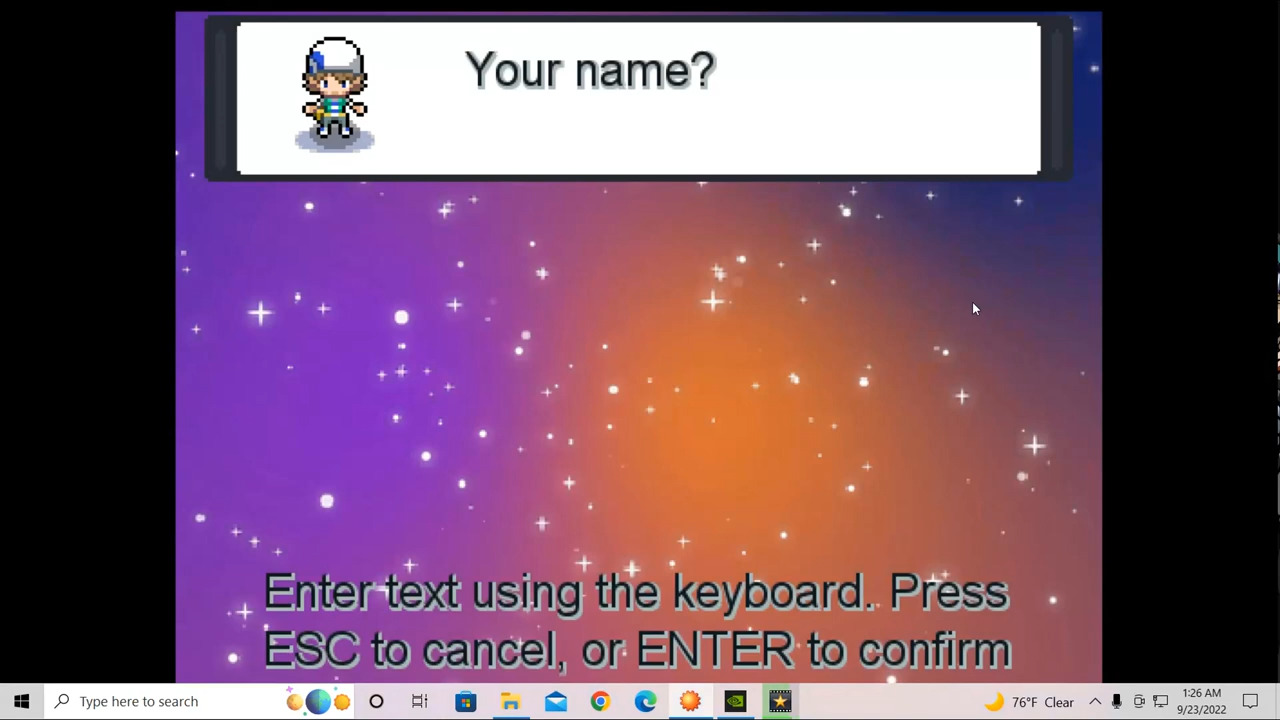 Your name?
Enter text using the keyboard. Press
ESC to cancel, or ENTER to confirm
Type here to search
76°F Clear
1:26 AM
9/23/2022